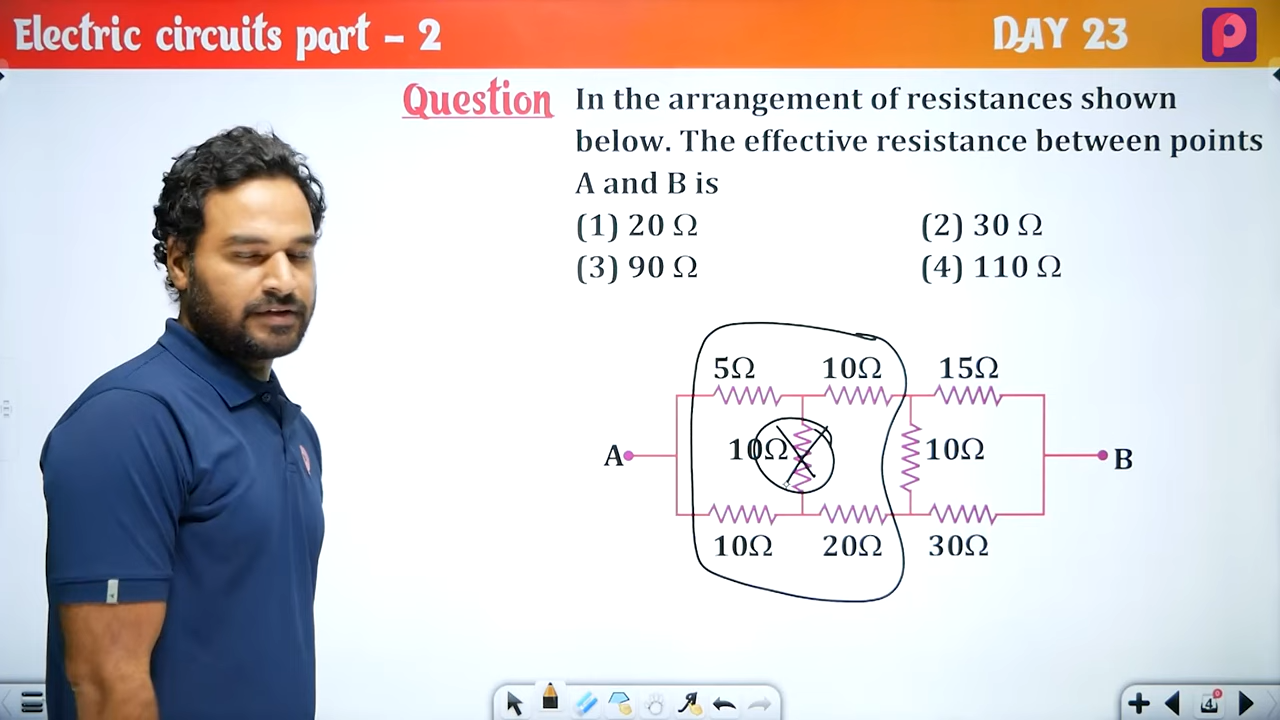 Electric circuits part – 2
DAY 23
Question
In the arrangement of resistances shown
below. The effective resistance between points
A and B is
(1) 20 Ω
(2) 30 Ω
(3) 90 Ω
(4) 110 Ω
5Ω
10Ω
15Ω
A
10Ω
10Ω
B
10Ω
20Ω
30Ω
4